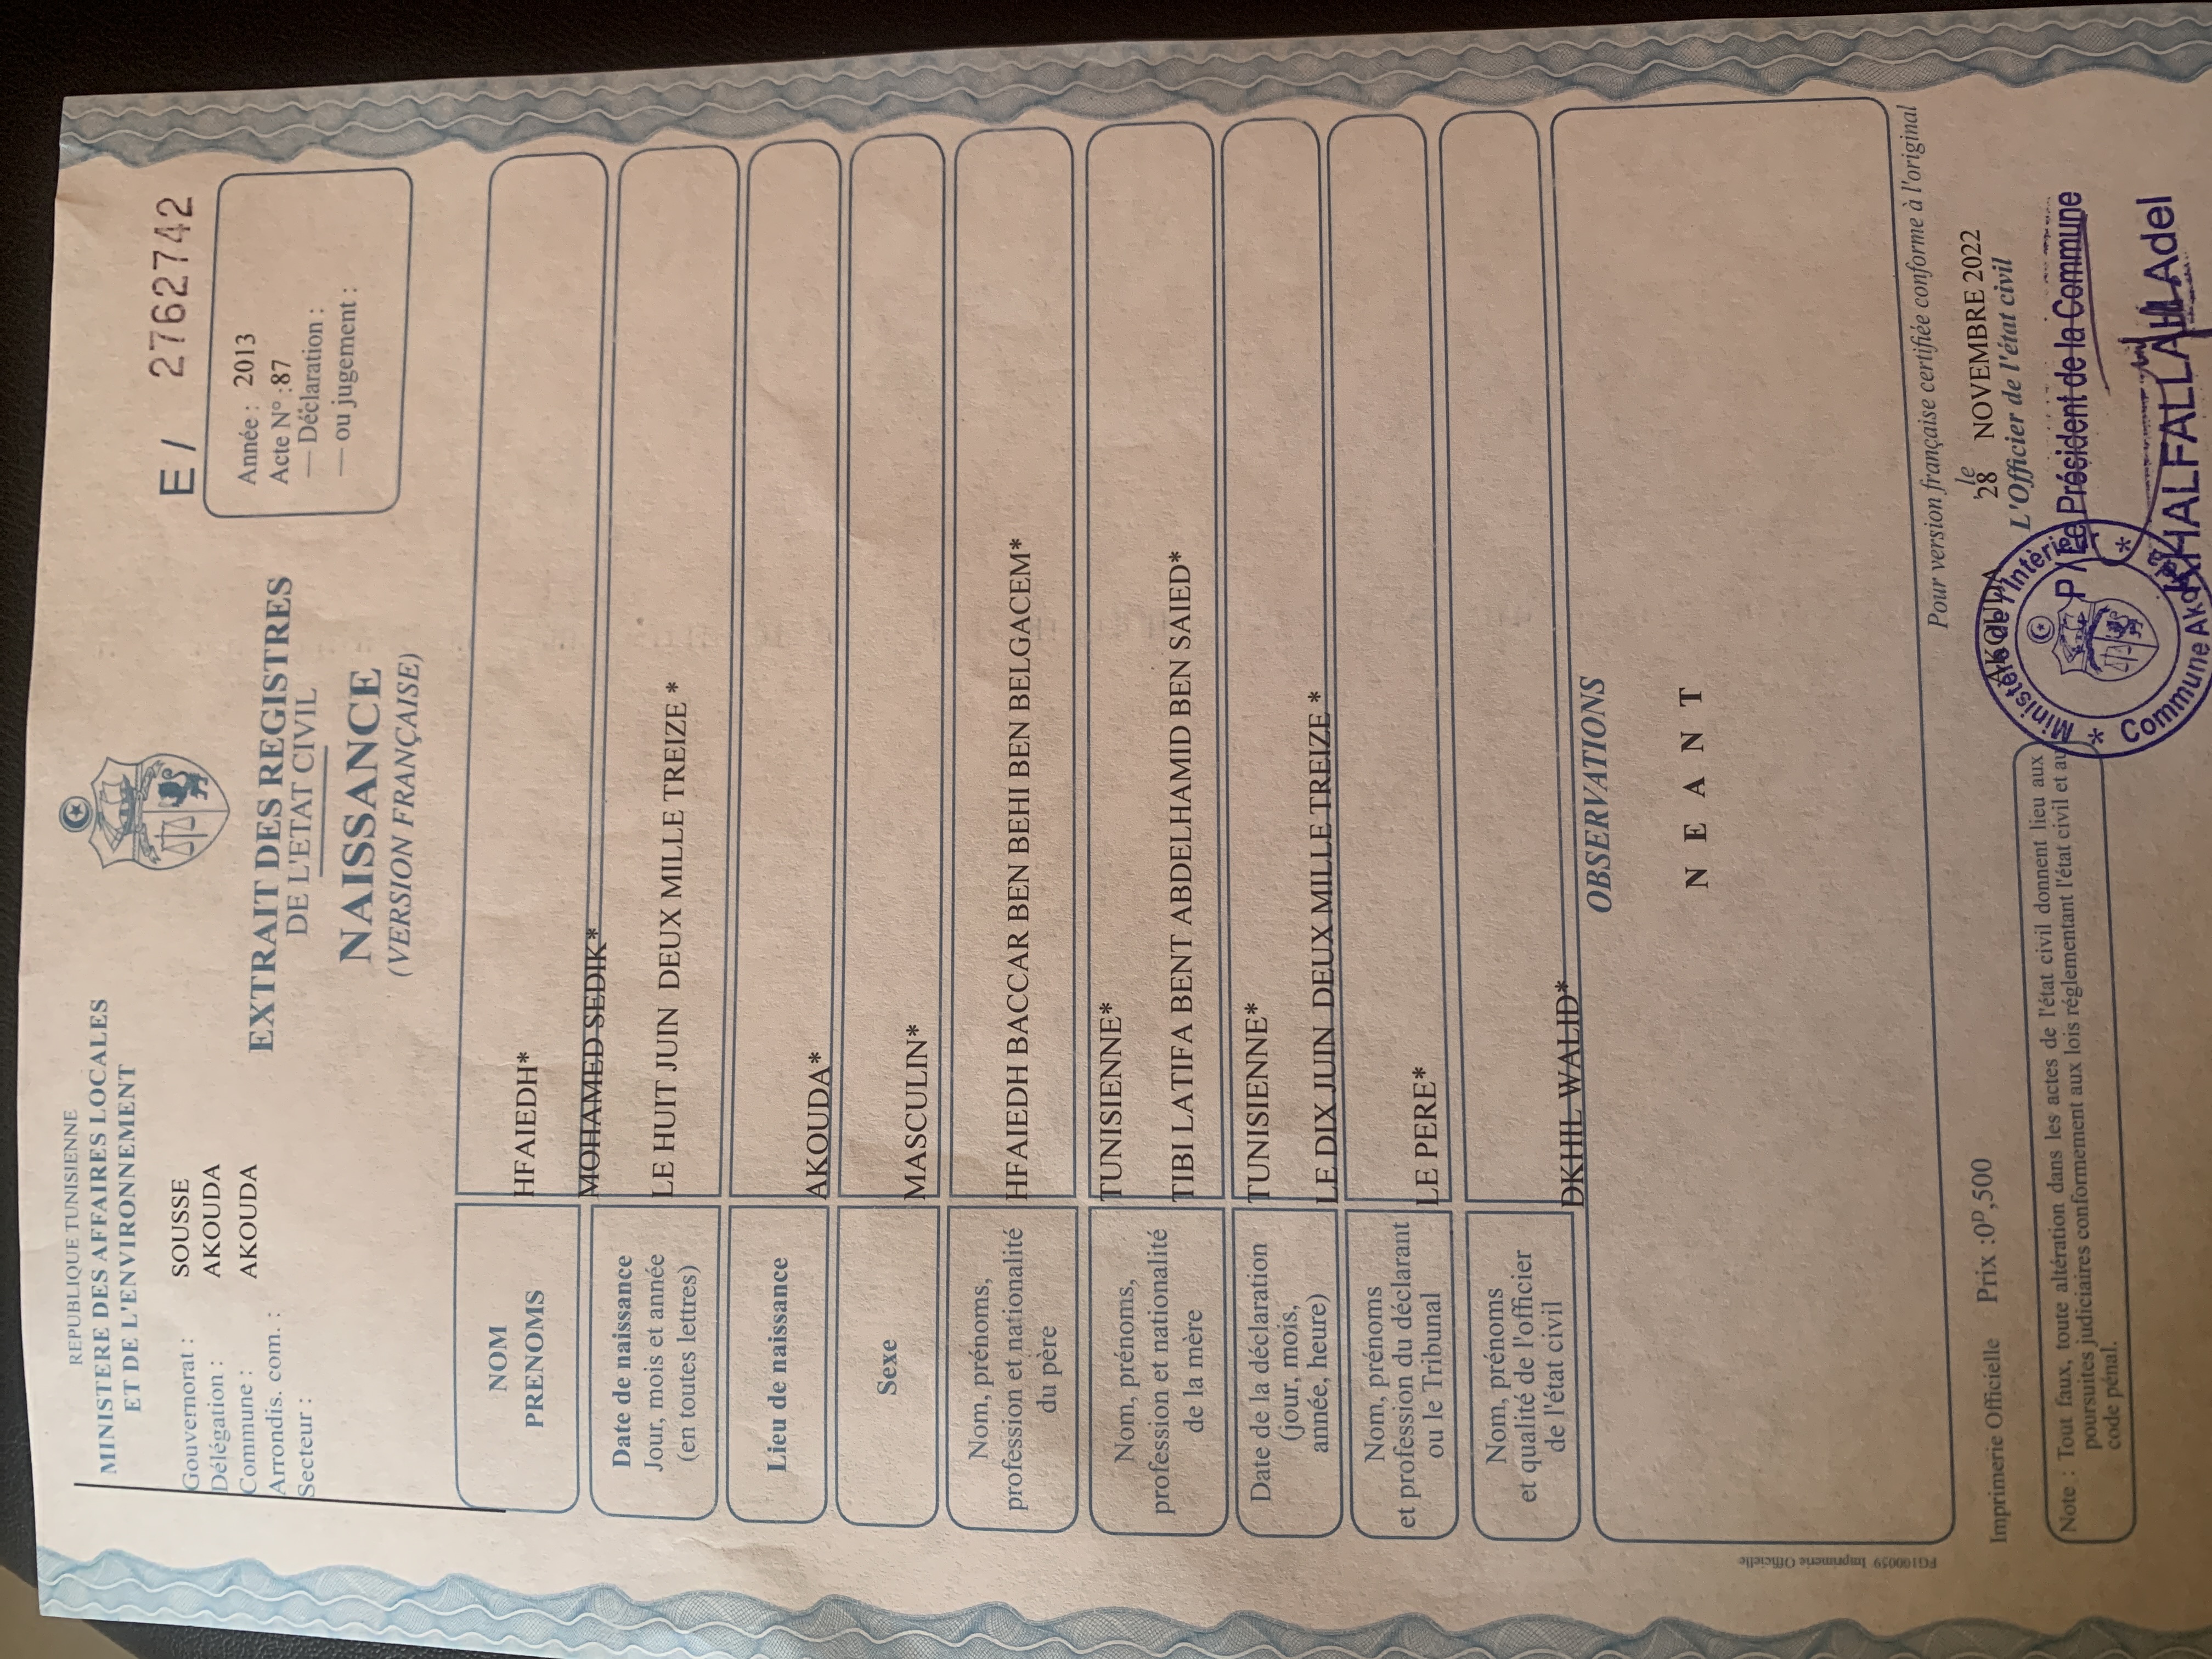 REPUBLIQUE TUNISIENNE
MINISTERE DES AFFAIRES LOCALES
ET DE L'ENVIRONNEMENT
Gouvernorat : SOUSSE
Délégation : AKOUDA
Commune : AKOUDA
Arrondis. com. :
Secteur :
E / 2762742
Année : 2013
Acte N° :87
— Déclaration :
— ou jugement :
EXTRAIT DES REGISTRES
DE L'ETAT CIVIL
NAISSANCE
(VERSION FRANÇAISE)
NOM
PRENOMS
HFAIEDH*
MOHAMED SEDIK*
Date de naissance
Jour, mois et année
(en toutes lettres)
LE HUIT JUIN DEUX MILLE TREIZE *
Lieu de naissance
AKOUDA*
Sexe
MASCULIN*
Nom, prénoms,
profession et nationalité
du père
HFAIEDH BACCAR BEN BEHI BEN BELGACEM*
TUNISIENNE*
Nom, prénoms,
profession et nationalité
de la mère
TIBI LATIFA BENT ABDELHAMID BEN SAIED*
TUNISIENNE*
Date de la déclaration
(jour, mois,
année, heure)
LE DIX JUIN DEUX MILLE TREIZE *
Nom, prénoms
et profession du déclarant
ou le Tribunal
LE PERE*
Nom, prénoms
et qualité de l'officier
de l'état civil
DKHIL WALID*
OBSERVATIONS
N E A N T
FG100059 Imprimerie Officielle
Pour version française certifiée conforme à l'original
AKOUDA le 28 NOVEMBRE 2022
L'Officier de l'état civil
P / Le Président de la Commune
KHALFALLAH Adel
* Ministère de l'Intérieur *
Commune Akouda
Imprimerie Officielle Prix :0ᴰ,500
Note : Tout faux, toute altération dans les actes de l'état civil donnent lieu aux
poursuites judiciaires conformement aux lois réglementant l'état civil et au
code pénal.